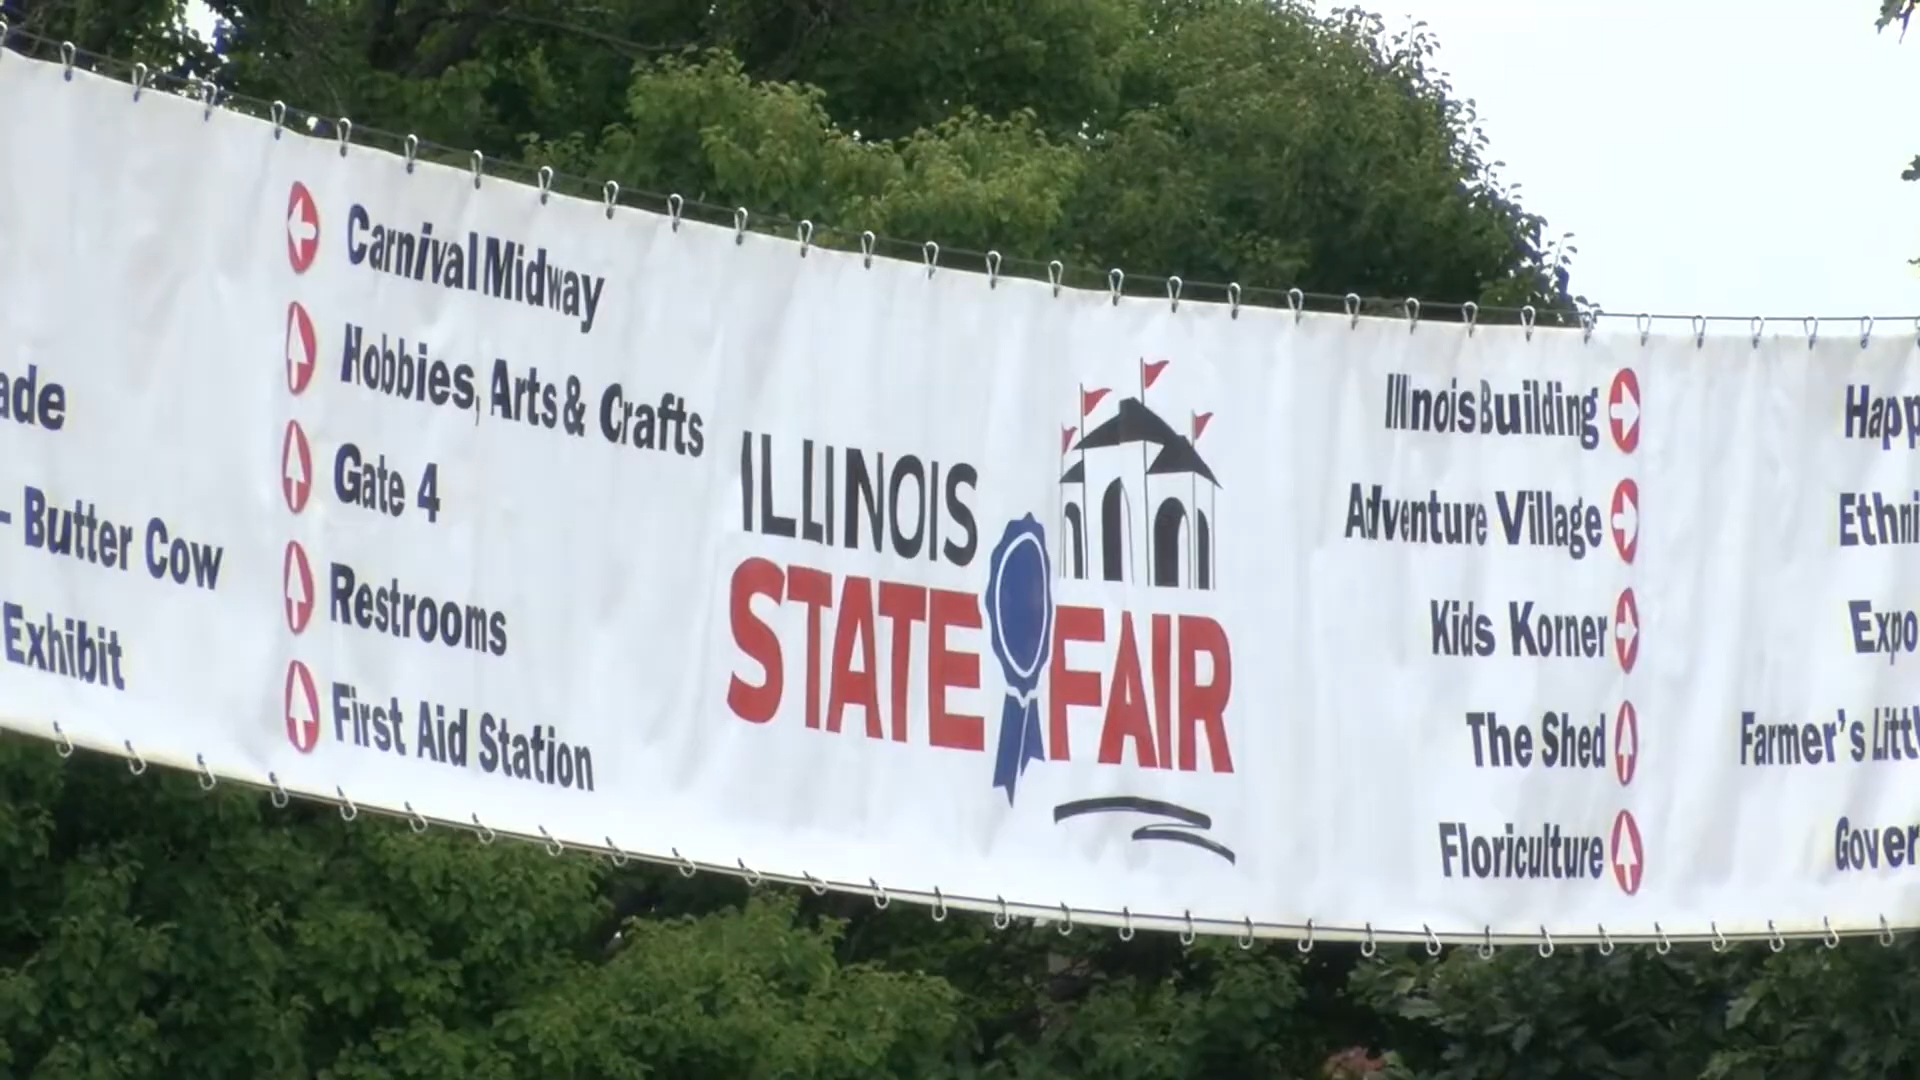 ade
– Butter Cow
Exhibit
Carnival Midway
Hobbies, Arts & Crafts
Gate 4
Restrooms
First Aid Station
ILLINOIS
STATE FAIR
Illinois Building
Adventure Village
Kids Korner
The Shed
Floriculture
Happ
Ethni
Expo
Farmer's Littl
Gover